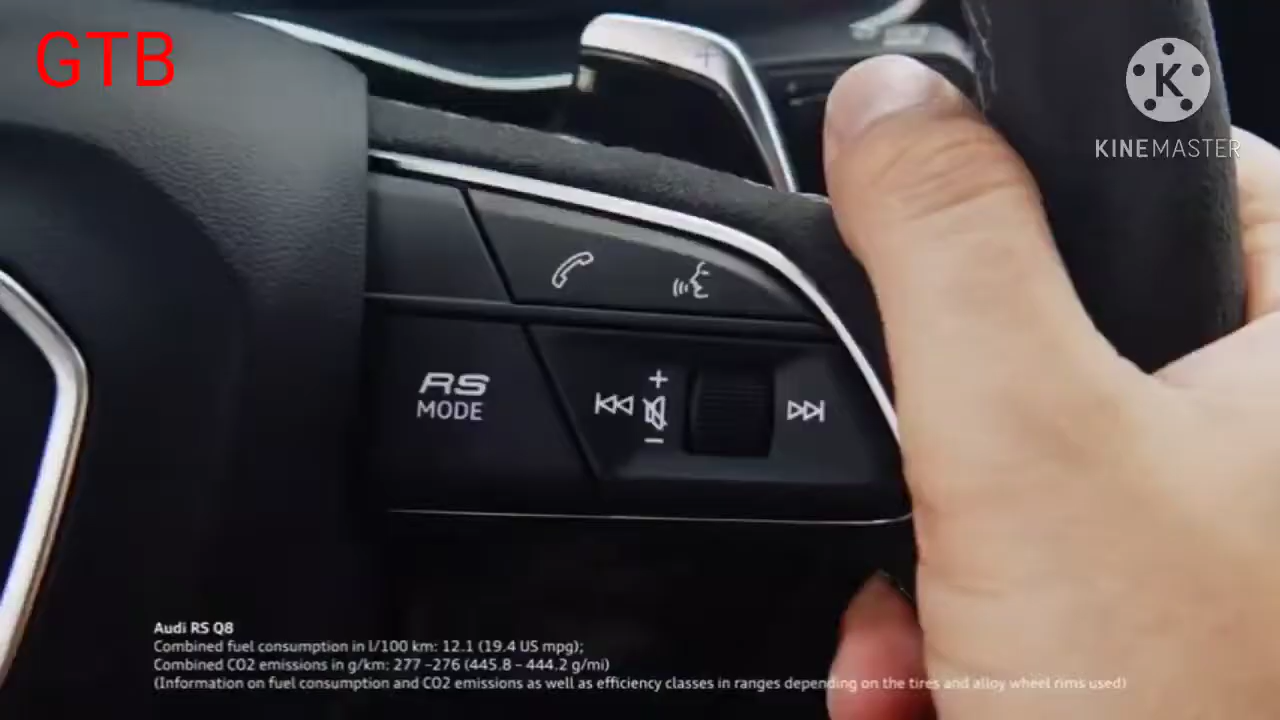 GTB
KINEMASTER
RS
MODE
Audi RS Q8
Combined fuel consumption in l/100 km: 12.1 (19.4 US mpg);
Combined CO2 emissions in g/km: 277 –276 (445.8 – 444.2 g/mi)
(Information on fuel consumption and CO2 emissions as well as efficiency classes in ranges depending on the tires and alloy wheel rims used)